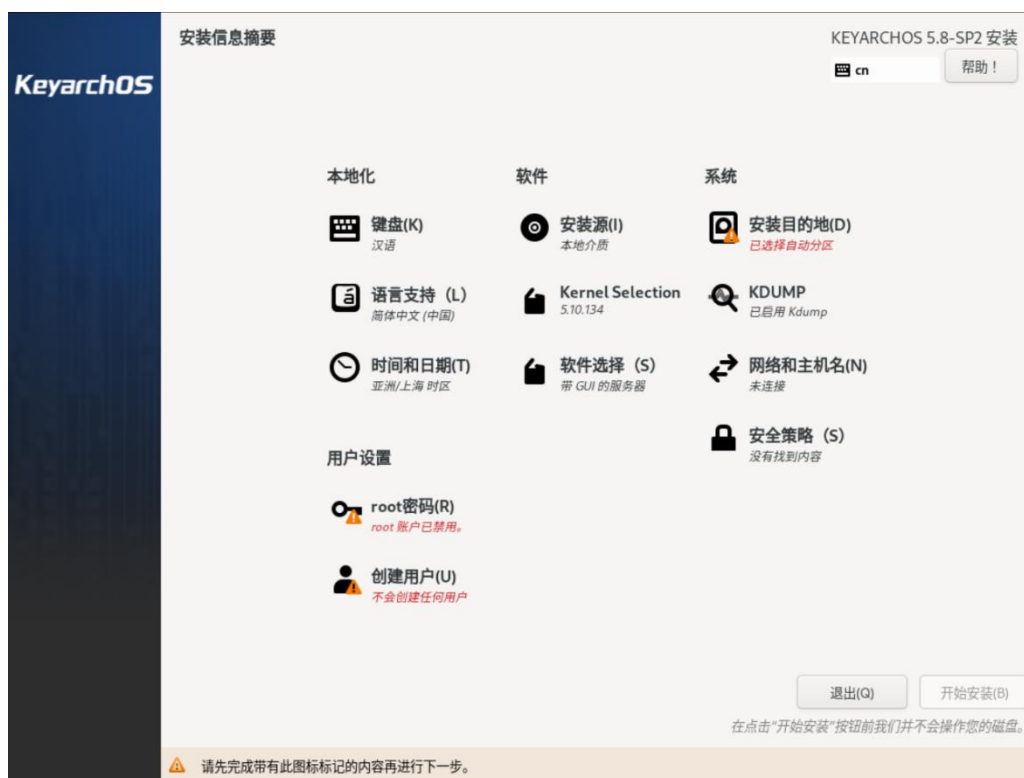 KeyarchOS
安装信息摘要
KEYARCHOS 5.8-SP2 安装
cn
帮助！
本地化
键盘(K)
汉语
语言支持（L）
简体中文 (中国)
时间和日期(T)
亚洲/上海 时区
用户设置
root密码(R)
root 账户已禁用。
创建用户(U)
不会创建任何用户
软件
安装源(I)
本地介质
Kernel Selection
5.10.134
软件选择（S）
带 GUI 的服务器
系统
安装目的地(D)
已选择自动分区
KDUMP
已启用 Kdump
网络和主机名(N)
未连接
安全策略（S）
没有找到内容
退出(Q)
开始安装(B)
在点击"开始安装"按钮前我们并不会操作您的磁盘。
请先完成带有此图标标记的内容再进行下一步。